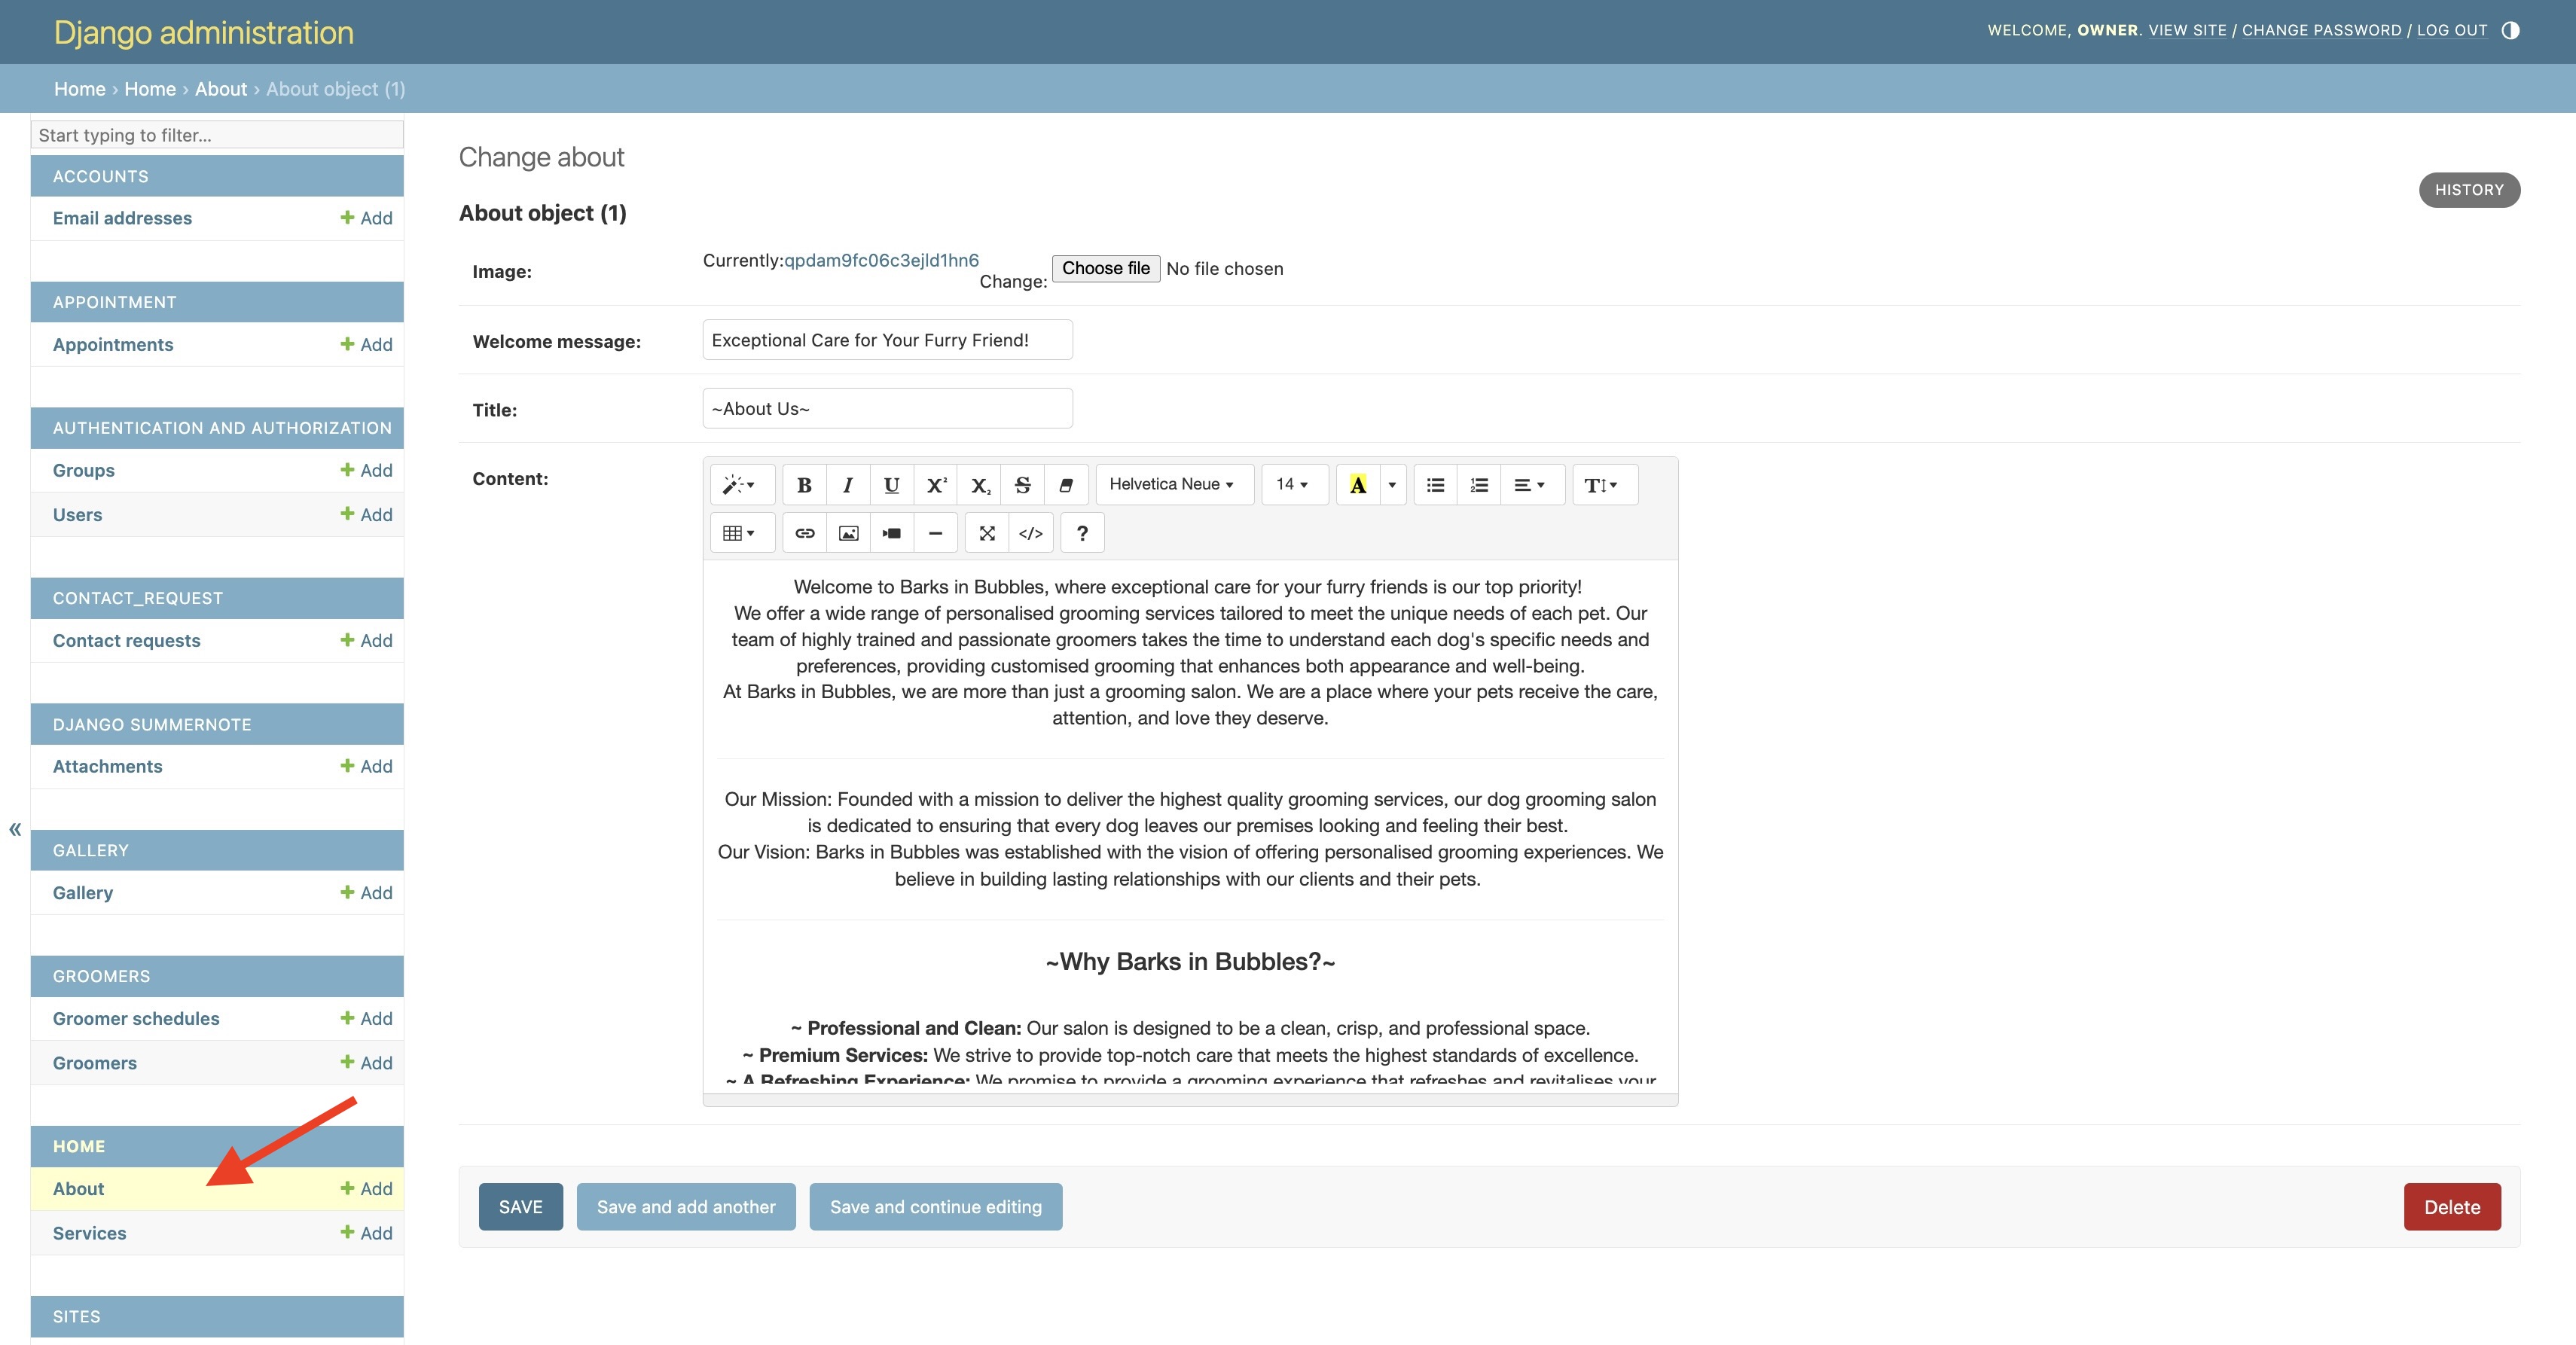 Django administration
WELCOME, OWNER. VIEW SITE / CHANGE PASSWORD / LOG OUT
Home › Home › About › About object (1)
Start typing to filter...
ACCOUNTS
Email addresses + Add
APPOINTMENT
Appointments + Add
AUTHENTICATION AND AUTHORIZATION
Groups + Add
Users + Add
CONTACT_REQUEST
Contact requests + Add
DJANGO SUMMERNOTE
Attachments + Add
GALLERY
Gallery + Add
GROOMERS
Groomer schedules + Add
Groomers + Add
HOME
About + Add
Services + Add
SITES
«
Change about
HISTORY
About object (1)
Image:
Currently:qpdam9fc06c3ejld1hn6
Change: Choose file No file chosen
Welcome message: Exceptional Care for Your Furry Friend!
Title: ~About Us~
Content:
B I U X² X₂ S Helvetica Neue 14 A T
</> ?
Welcome to Barks in Bubbles, where exceptional care for your furry friends is our top priority!
We offer a wide range of personalised grooming services tailored to meet the unique needs of each pet. Our
team of highly trained and passionate groomers takes the time to understand each dog's specific needs and
preferences, providing customised grooming that enhances both appearance and well-being.
At Barks in Bubbles, we are more than just a grooming salon. We are a place where your pets receive the care,
attention, and love they deserve.
Our Mission: Founded with a mission to deliver the highest quality grooming services, our dog grooming salon
is dedicated to ensuring that every dog leaves our premises looking and feeling their best.
Our Vision: Barks in Bubbles was established with the vision of offering personalised grooming experiences. We
believe in building lasting relationships with our clients and their pets.
~Why Barks in Bubbles?~
~ Professional and Clean: Our salon is designed to be a clean, crisp, and professional space.
~ Premium Services: We strive to provide top-notch care that meets the highest standards of excellence.
~ A Refreshing Experience: We promise to provide a grooming experience that refreshes and revitalises your
SAVE
Save and add another
Save and continue editing
Delete